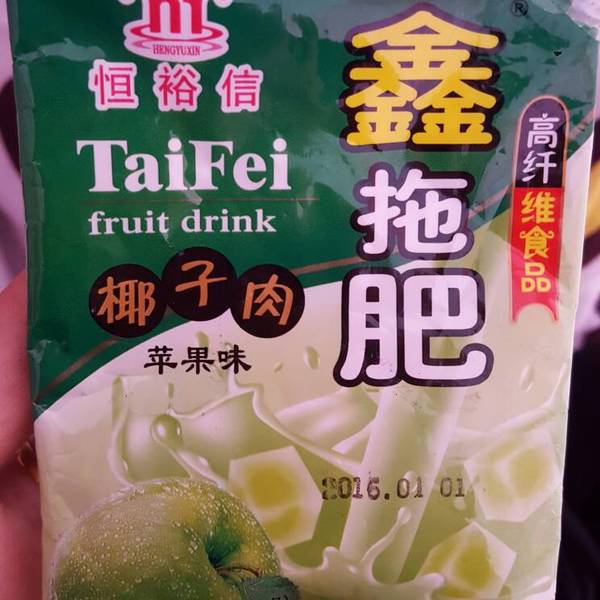 HENGYUXIN
恒裕信
TaiFei
fruit drink
椰子肉
苹果味
鑫
拖
肥
®
高纤维食品
2016.01 01